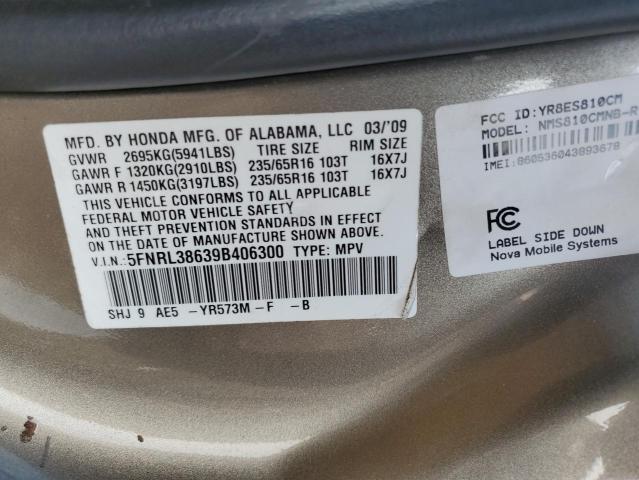 MFD. BY HONDA MFG. OF ALABAMA, LLC 03/'09
GVWR 2695KG(5941LBS) TIRE SIZE RIM SIZE
GAWR F 1320KG(2910LBS) 235/65R16 103T 16X7J
GAWR R 1450KG(3197LBS) 235/65R16 103T 16X7J
THIS VEHICLE CONFORMS TO ALL APPLICABLE
FEDERAL MOTOR VEHICLE SAFETY
AND THEFT PREVENTION STANDARDS IN EFFECT
ON THE DATE OF MANUFACTURE SHOWN ABOVE.
V.I.N.: 5FNRL38639B406300 TYPE: MPV
SHJ 9 AE5 -YR573M-F -B
FCC ID:YR8ES810CM
MODEL: NMS810CMNB-R
IMEI:860536043893678
FC
LABEL SIDE DOWN
Nova Mobile Systems